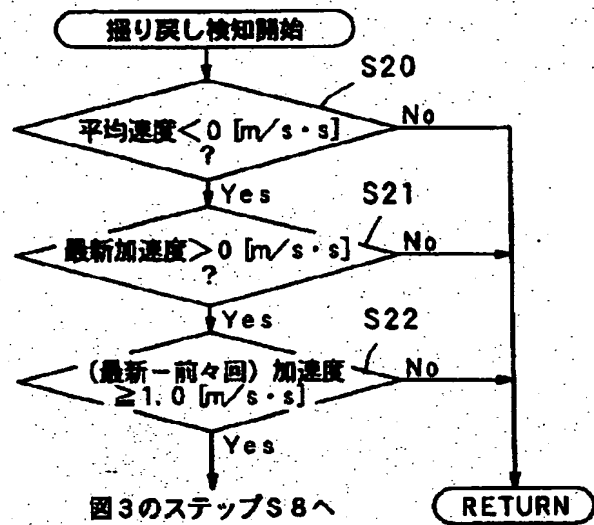 揺り戻し検知開始
S20
平均速度<0 [m/s・s]
?
No
Yes
S21
最新加速度>0 [m/s・s]
?
No
Yes
S22
(最新-前々回) 加速度
≧1.0 [m/s・s]
No
Yes
図3のステップS8へ
RETURN